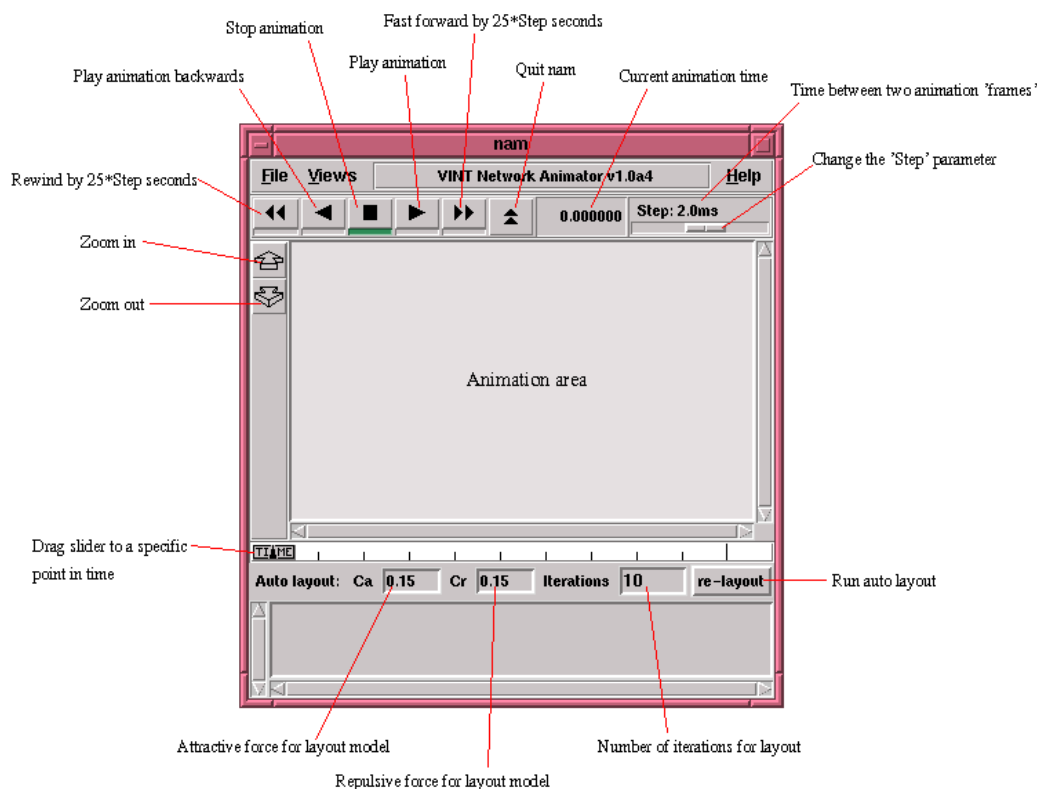 Fast forward by 25*Step seconds
Stop animation
Play animation
Quit nam
Play animation backwards
Current animation time
Time between two animation 'frames'
nam
Change the 'Step' parameter
File Views VINT Network Animator v1.0a4 Help
Rewind by 25*Step seconds
0.000000 Step: 2.0ms
Zoom in
Zoom out
Animation area
Drag slider to a specific
point in time
TIME
Auto layout: Ca 0.15 Cr 0.15 Iterations 10 re-layout
Run auto layout
Attractive force for layout model
Number of iterations for layout
Repulsive force for layout model